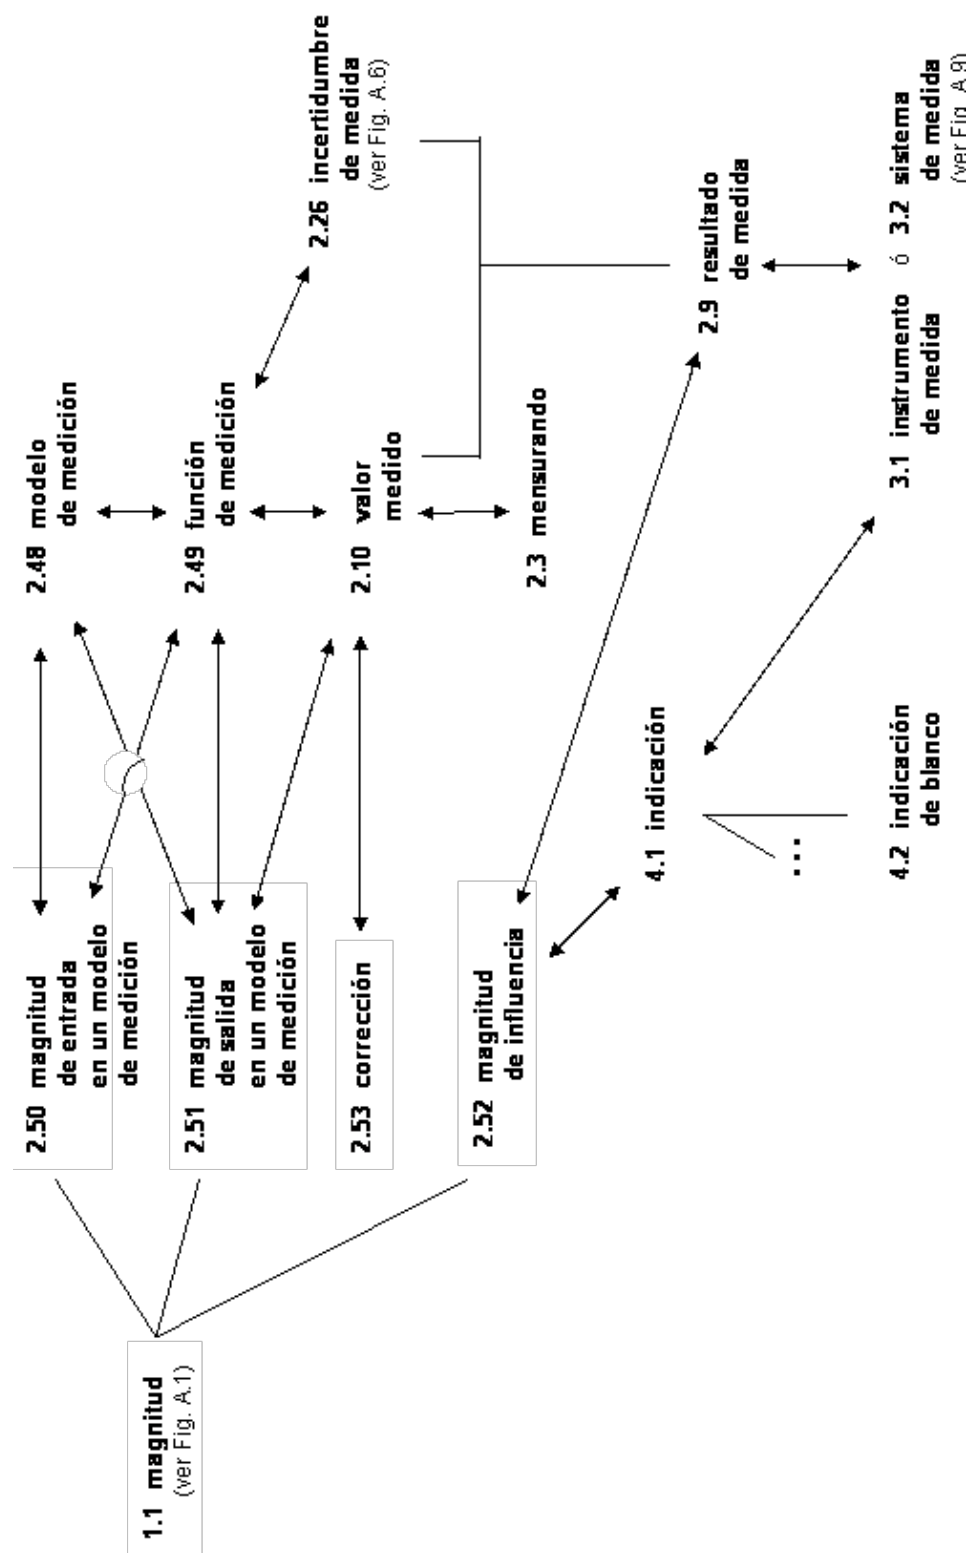 1.1 magnitud
(ver Fig. A.1)
2.50 magnitud
de entrada
en un modelo
de medición
2.51 magnitud
de salida
en un modelo
de medición
2.53 corrección
2.52 magnitud
de influencia
2.48 modelo
de medición
2.49 función
de medición
2.10 valor
medido
2.3 mensurando
2.26 incertidumbre
de medida
(ver Fig. A.6)
2.9 resultado
de medida
4.1 indicación
...
4.2 indicación
de blanco
3.1 instrumento ó 3.2 sistema
de medida de medida
(ver Fig. A.9)